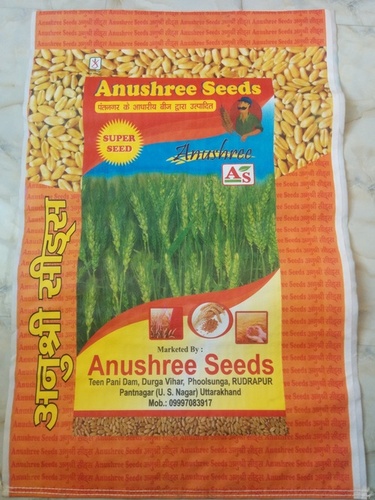 Anushree Seeds
पंतनगर के आधारीय बीज द्वारा उत्पादित
SUPER
SEED
Anushree
AS
अनुश्री सीड्स
Marketed By :
Anushree Seeds
Teen Pani Dam, Durga Vihar, Phoolsunga, RUDRAPUR
Pantnagar (U. S. Nagar) Uttarakhand
Mob.: 09997083917